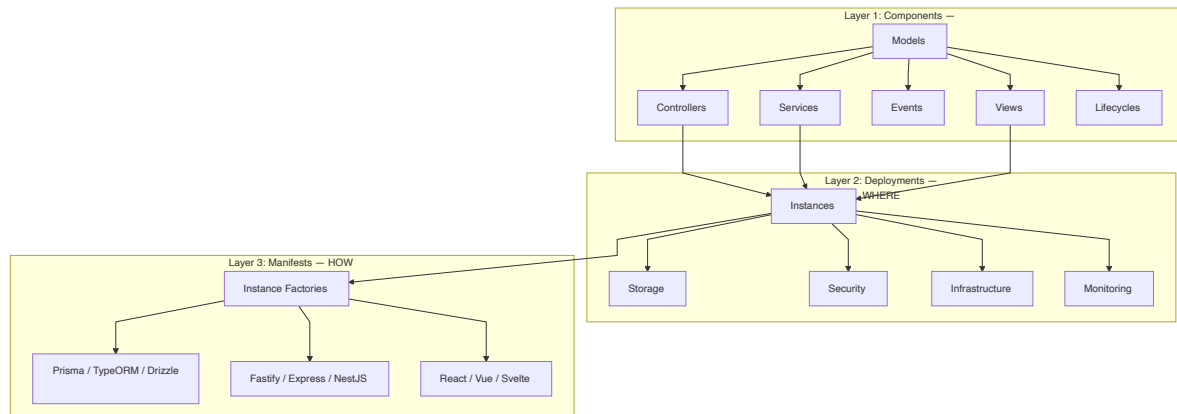 Layer 1: Components —
Models
Controllers
Services
Events
Views
Lifecycles
Layer 2: Deployments —
WHERE
Instances
Storage
Security
Infrastructure
Monitoring
Layer 3: Manifests — HOW
Instance Factories
Prisma / TypeORM / Drizzle
Fastify / Express / NestJS
React / Vue / Svelte